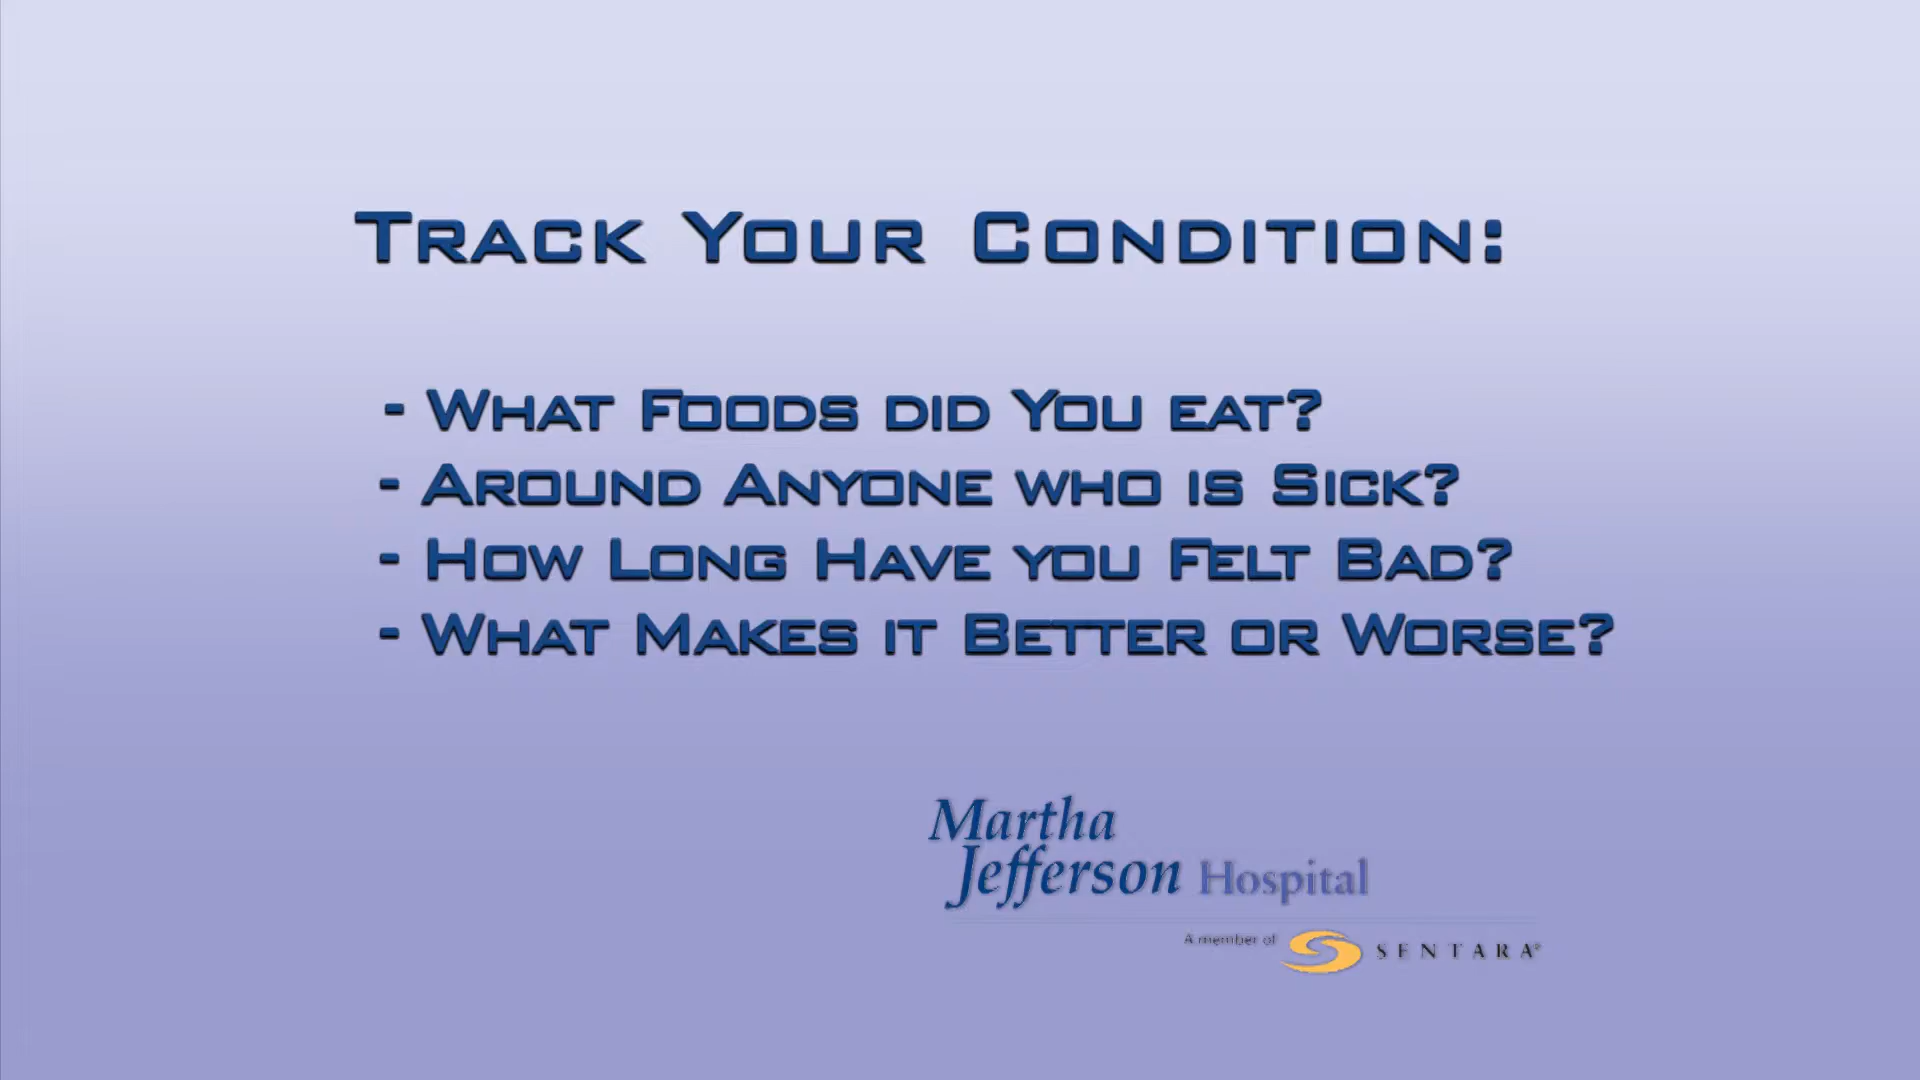 Track Your Condition:
- What Foods did You eat?
- Around Anyone who is Sick?
- How Long Have you Felt Bad?
- What Makes it Better or Worse?
Martha
Jefferson Hospital
A member of SENTARA®